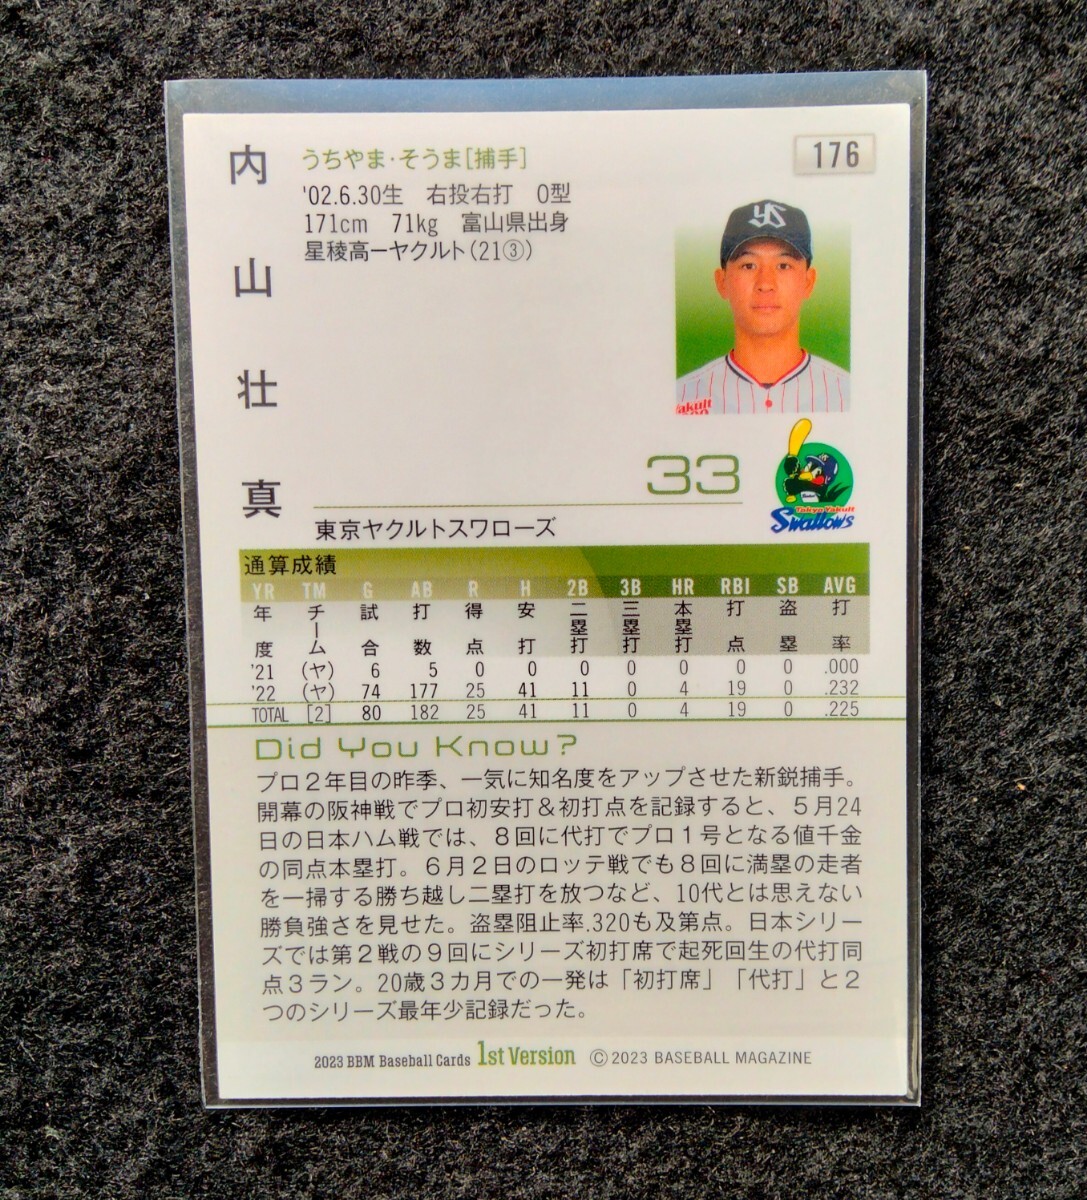 内山壮真
うちやま・そうま[捕手]
'02.6.30生 右投右打 O型
171cm 71kg 富山県出身
星稜高ーヤクルト(21③)
176
33
Tokyo Yakult
Swallows
東京ヤクルトスワローズ
通算成績
YR TM G AB R H 2B 3B HR RBI SB AVG
年度 チーム 試合 打数 得点 安打 二塁打 三塁打 本塁打 打点 盗塁 打率
'21 (ヤ) 6 5 0 0 0 0 0 0 0 .000
'22 (ヤ) 74 177 25 41 11 0 4 19 0 .232
TOTAL [2] 80 182 25 41 11 0 4 19 0 .225
Did You Know?
プロ2年目の昨季、一気に知名度をアップさせた新鋭捕手。
開幕の阪神戦でプロ初安打&初打点を記録すると、5月24
日の日本ハム戦では、8回に代打でプロ1号となる値千金
の同点本塁打。6月2日のロッテ戦でも8回に満塁の走者
を一掃する勝ち越し二塁打を放つなど、10代とは思えない
勝負強さを見せた。盗塁阻止率.320も及第点。日本シリー
ズでは第2戦の9回にシリーズ初打席で起死回生の代打同
点3ラン。20歳3カ月での一発は「初打席」「代打」と2
つのシリーズ最年少記録だった。
2023 BBM Baseball Cards 1st Version ©2023 BASEBALL MAGAZINE